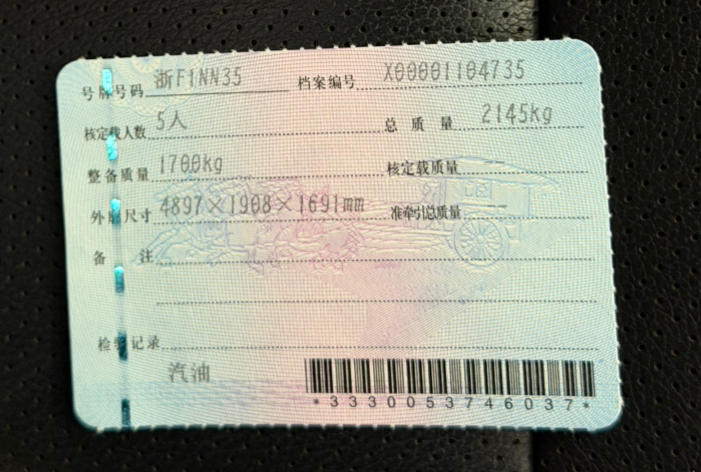 号牌号码 浙F1NN35 档案编号 X00001104735
核定载人数 5人 总质量 2145kg
整备质量 1700kg 核定载质量
外廓尺寸 4897×1908×1691mm 准牵引总质量
备注
检验记录
汽油
*3330053746037*